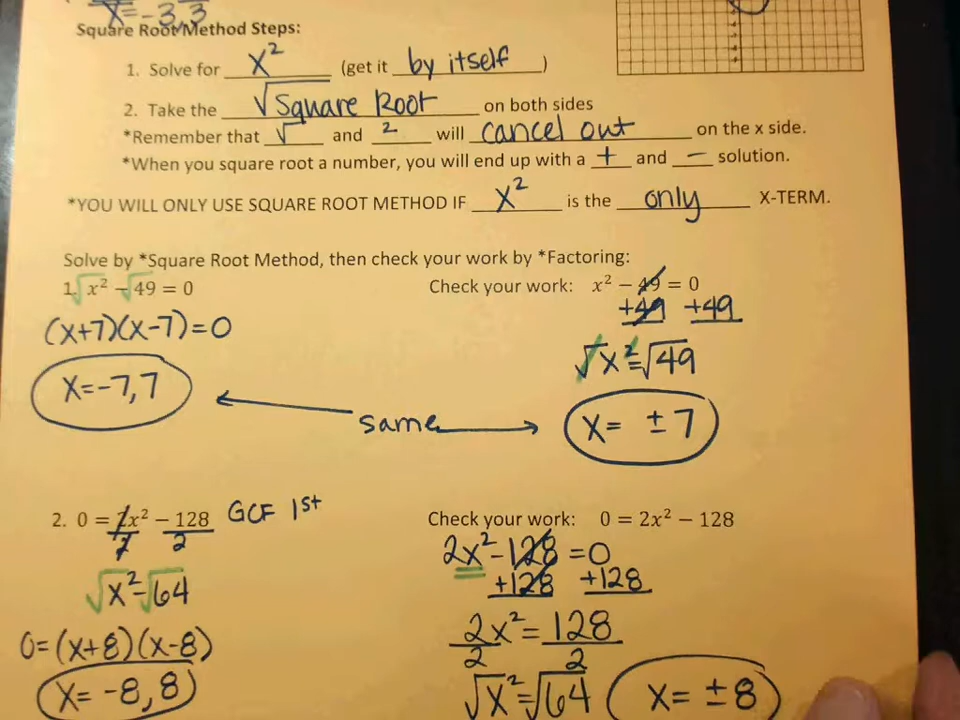 x=-3,3
Square Root Method Steps:
1. Solve for x² (get it by itself)
2. Take the √Square Root on both sides
*Remember that √ and ² will cancel out on the x side.
*When you square root a number, you will end up with a + and - solution.
*YOU WILL ONLY USE SQUARE ROOT METHOD IF x² is the only X-TERM.
Solve by *Square Root Method, then check your work by *Factoring:
1. √x² - √49 = 0
(x+7)(x-7)=0
x=-7,7
Check your work: x² - 49 = 0
+49 +49
√x² = √49
x= ±7
same
2. 0 = 2x² - 128 GCF 1st
2 2
√x² - √64
0=(x+8)(x-8)
x= -8,8
Check your work: 0 = 2x² - 128
2x² - 128 = 0
+128 +128
2x² = 128
2 2
√x² = √64
x= ±8